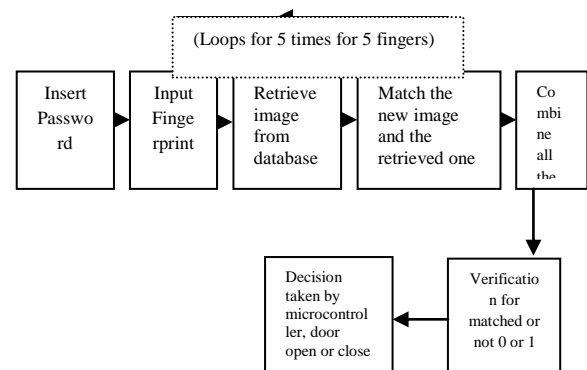 (Loops for 5 times for 5 fingers)
Insert
Passwo
rd
Input
Finge
rprint
Retrieve
image
from
database
Match the
new image
and the
retrieved one
Co
mbi
ne
all
the
Verificatio
n for
matched or
not 0 or 1
Decision
taken by
microcontro
ller, door
open or close